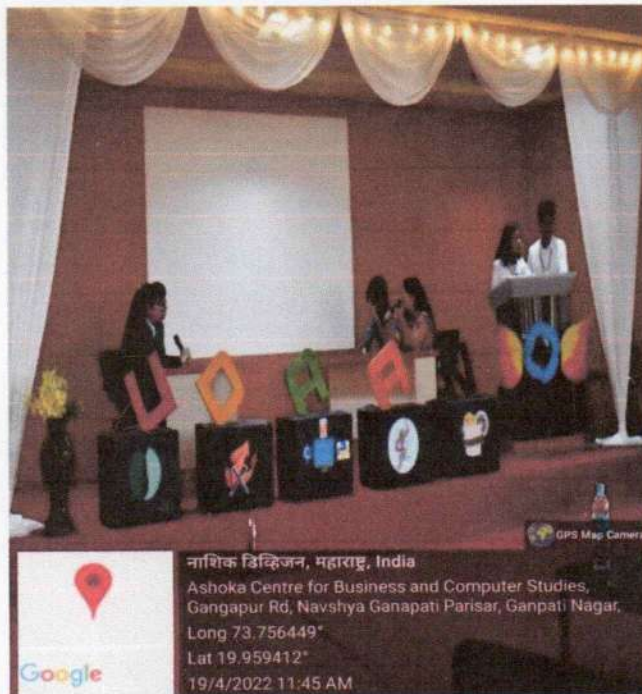 U O A A
GPS Map Camera
नाशिक डिव्हिजन, महाराष्ट्र, India
Ashoka Centre for Business and Computer Studies,
Gangapur Rd, Navshya Ganapati Parisar, Ganpati Nagar,
Long 73.756449°
Lat 19.959412°
19/4/2022 11:45 AM
Google